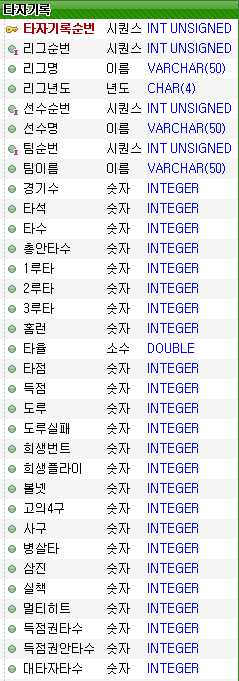 타자기록
타자기록순번 시퀀스 INT UNSIGNED
리그순번 시퀀스 INT UNSIGNED
리그명 이름 VARCHAR(50)
리그년도 년도 CHAR(4)
선수순번 시퀀스 INT UNSIGNED
선수명 이름 VARCHAR(50)
팀순번 시퀀스 INT UNSIGNED
팀이름 이름 VARCHAR(50)
경기수 숫자 INTEGER
타석 숫자 INTEGER
타수 숫자 INTEGER
총안타수 숫자 INTEGER
1루타 숫자 INTEGER
2루타 숫자 INTEGER
3루타 숫자 INTEGER
홈런 숫자 INTEGER
타율 소수 DOUBLE
타점 숫자 INTEGER
득점 숫자 INTEGER
도루 숫자 INTEGER
도루실패 숫자 INTEGER
희생번트 숫자 INTEGER
희생플라이 숫자 INTEGER
볼넷 숫자 INTEGER
고의4구 숫자 INTEGER
사구 숫자 INTEGER
병살타 숫자 INTEGER
삼진 숫자 INTEGER
실책 숫자 INTEGER
멀티히트 숫자 INTEGER
득점권타수 숫자 INTEGER
득점권안타수 숫자 INTEGER
대타자타수 숫자 INTEGER